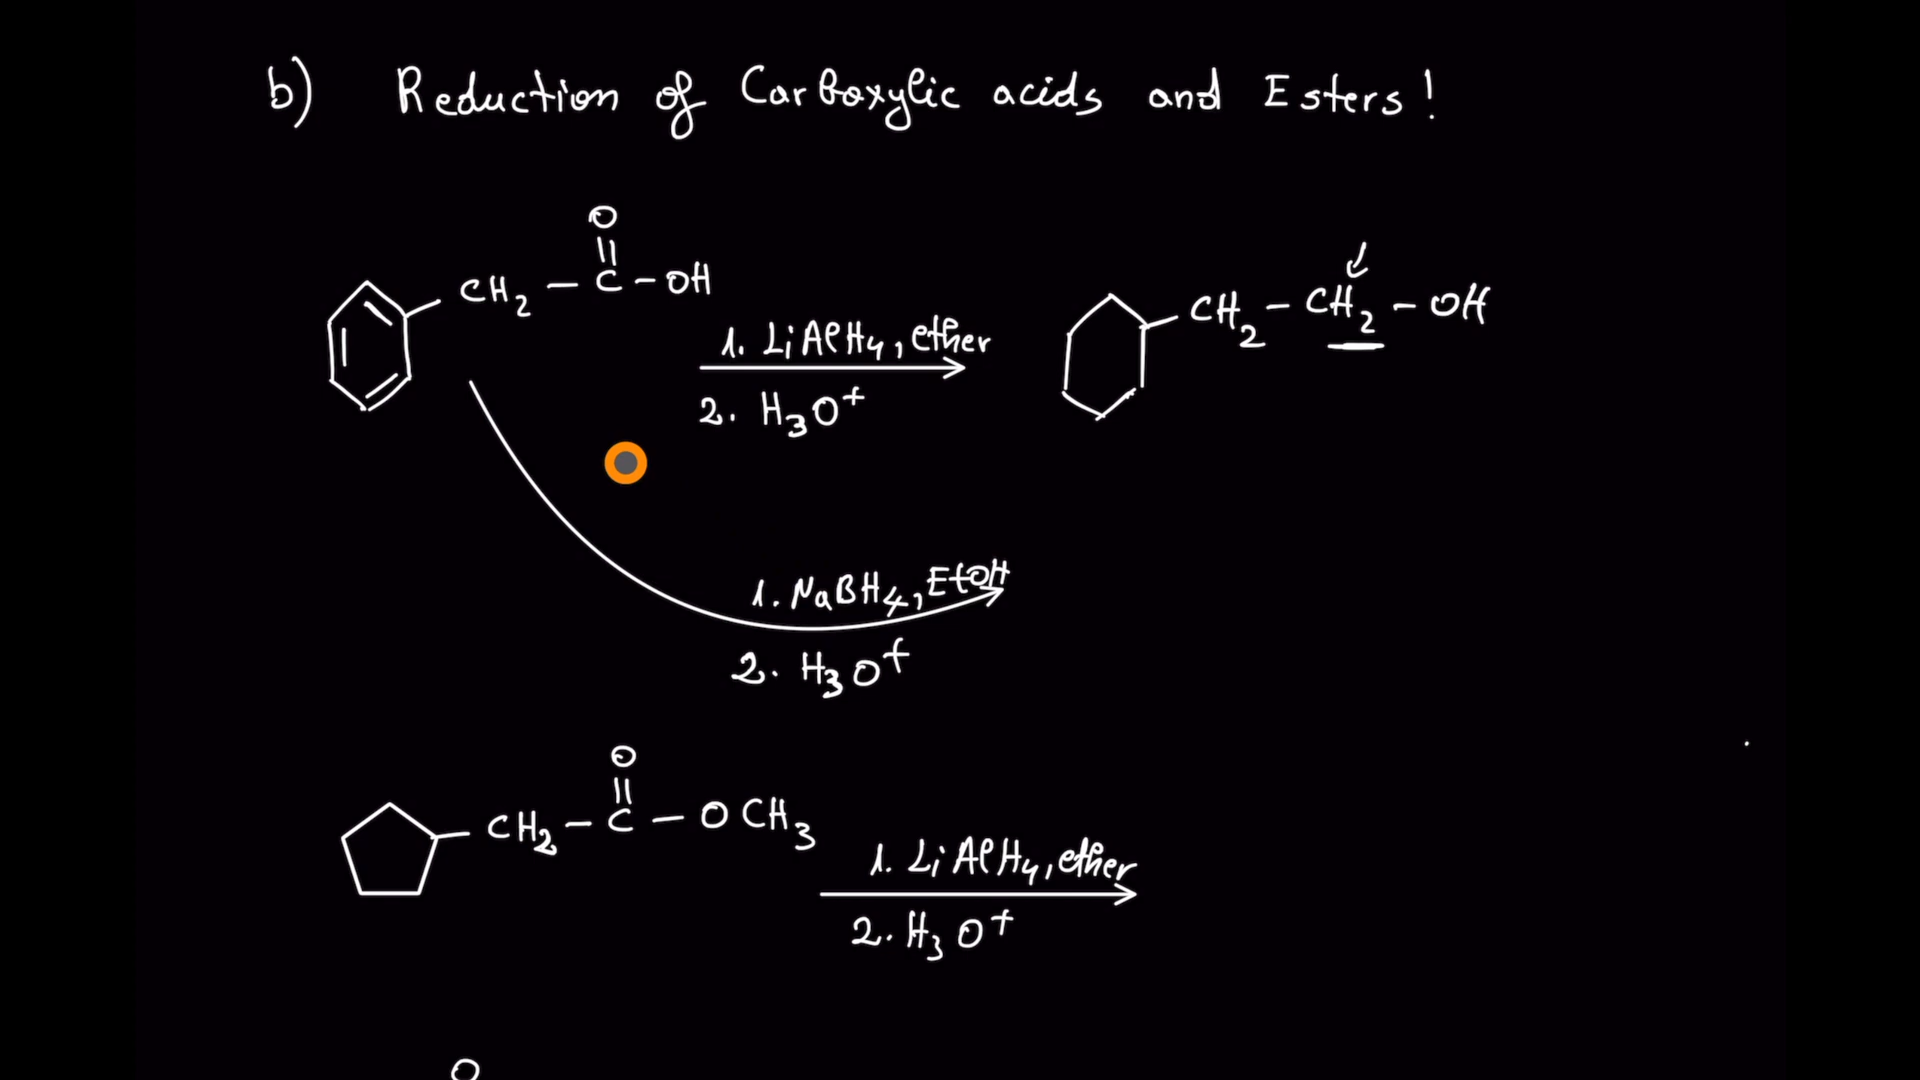 b) Reduction of Carboxylic acids and Esters!
O
CH₂ – C – OH
1. LiAlH₄, ether
2. H₃O⁺
CH₂ – CH₂ – OH
1. NaBH₄, EtOH
2. H₃O⁺
O
CH₂ – C – OCH₃
1. LiAlH₄, ether
2. H₃O⁺
O